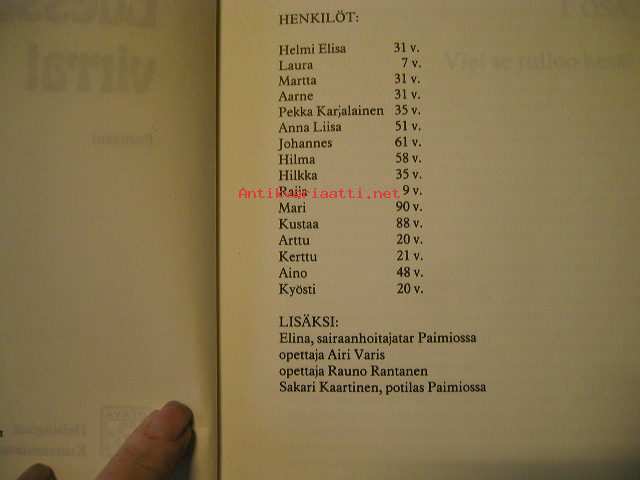 HENKILÖT:
Helmi Elisa 31 v.
Laura 7 v.
Martta 31 v.
Aarne 31 v.
Pekka Karjalainen 35 v.
Anna Liisa 51 v.
Johannes 61 v.
Hilma 58 v.
Hilkka 35 v.
Raija 9 v.
Antikvariaatti.net
Mari 90 v.
Kustaa 88 v.
Arttu 20 v.
Kerttu 21 v.
Aino 48 v.
Kyösti 20 v.
LISÄKSI:
Elina, sairaanhoitajatar Paimiossa
opettaja Airi Varis
opettaja Rauno Rantanen
Sakari Kaartinen, potilas Paimiossa